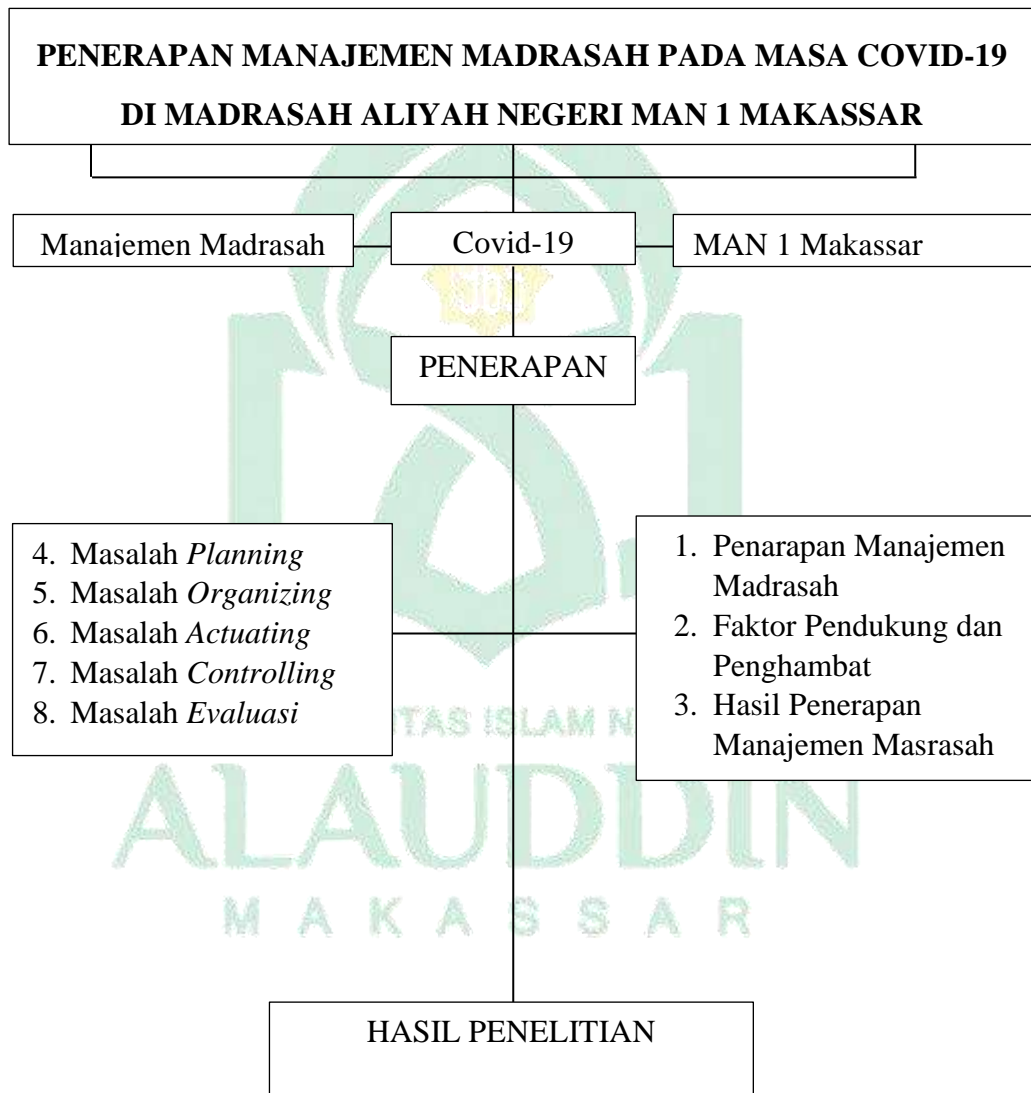 PENERAPAN MANAJEMEN MADRASAH PADA MASA COVID-19
DI MADRASAH ALIYAH NEGERI MAN 1 MAKASSAR
Manajemen Madrasah
Covid-19
MAN 1 Makassar
PENERAPAN
4. Masalah Planning
5. Masalah Organizing
6. Masalah Actuating
7. Masalah Controlling
8. Masalah Evaluasi
1. Penarapan Manajemen
Madrasah
2. Faktor Pendukung dan
Penghambat
3. Hasil Penerapan
Manajemen Masrasah
ISLAM
ALAUDDIN
MAKASSAR
HASIL PENELITIAN